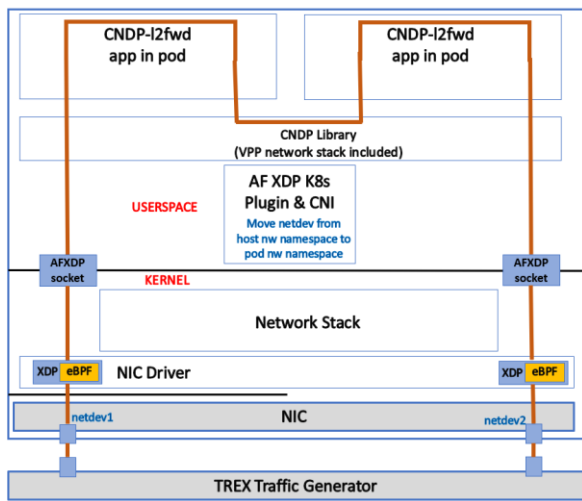 CNDP-l2fwd
app in pod
CNDP-l2fwd
app in pod
CNDP Library
(VPP network stack included)
AF XDP K8s
Plugin & CNI
Move netdev from
host nw namespace to
pod nw namespace
USERSPACE
AFXDP
socket
AFXDP
socket
KERNEL
Network Stack
XDP
eBPF
NIC Driver
XDP
eBPF
netdev1
NIC
netdev2
TREX Traffic Generator